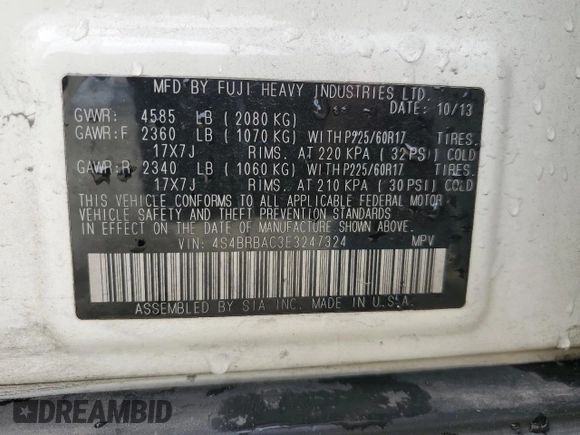 MFD BY FUJI HEAVY INDUSTRIES LTD.
DATE: 10/13
GVWR: 4585 LB ( 2080 KG)
GAWR:F 2360 LB ( 1070 KG) WITH P225/60R17 TIRES.
17X7J RIMS. AT 220 KPA ( 32 PSI) COLD
GAWR:R 2340 LB ( 1060 KG) WITH P225/60R17 TIRES.
17X7J RIMS. AT 210 KPA ( 30 PSI) COLD
THIS VEHICLE CONFORMS TO ALL APPLICABLE FEDERAL MOTOR
VEHICLE SAFETY AND THEFT PREVENTION STANDARDS
IN EFFECT ON THE DATE OF MANUFACTURE SHOWN ABOVE.
VIN: 4S4BRBAC3E3247324 MPV
ASSEMBLED BY SIA INC. MADE IN U.S.A.
DREAMBID